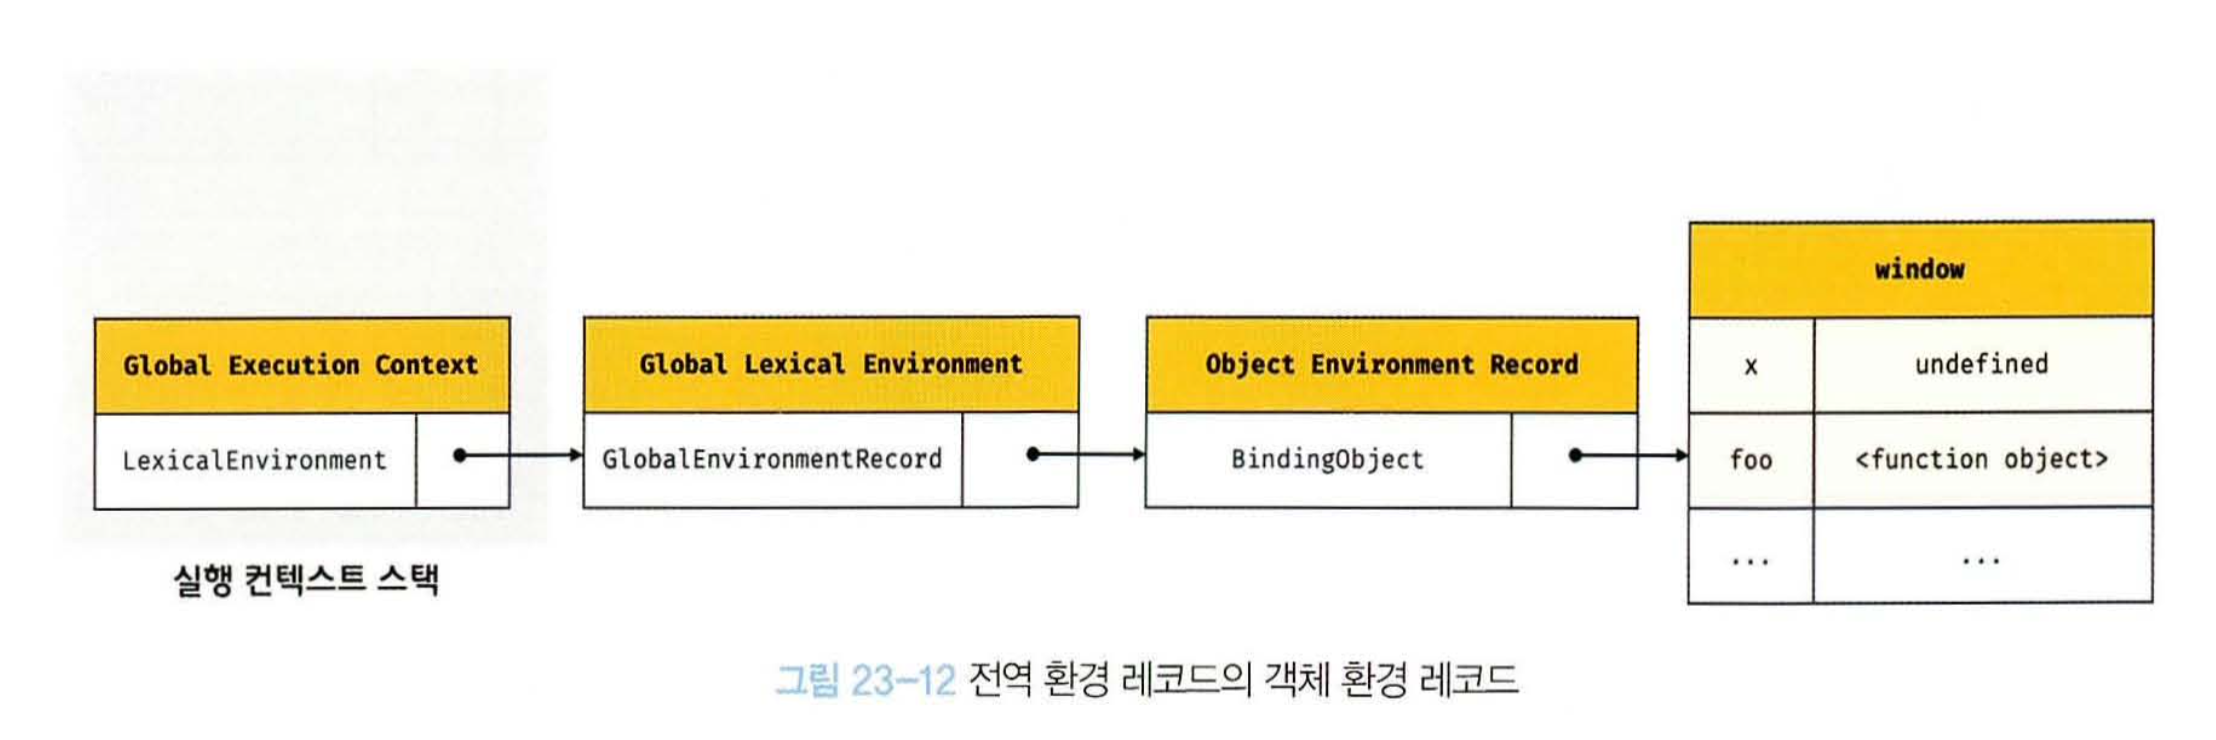 Global Execution Context
LexicalEnvironment
실행 컨텍스트 스택
Global Lexical Environment
GlobalEnvironmentRecord
Object Environment Record
BindingObject
window
x undefined
foo <function object>
... ...
그림 23-12 전역 환경 레코드의 객체 환경 레코드